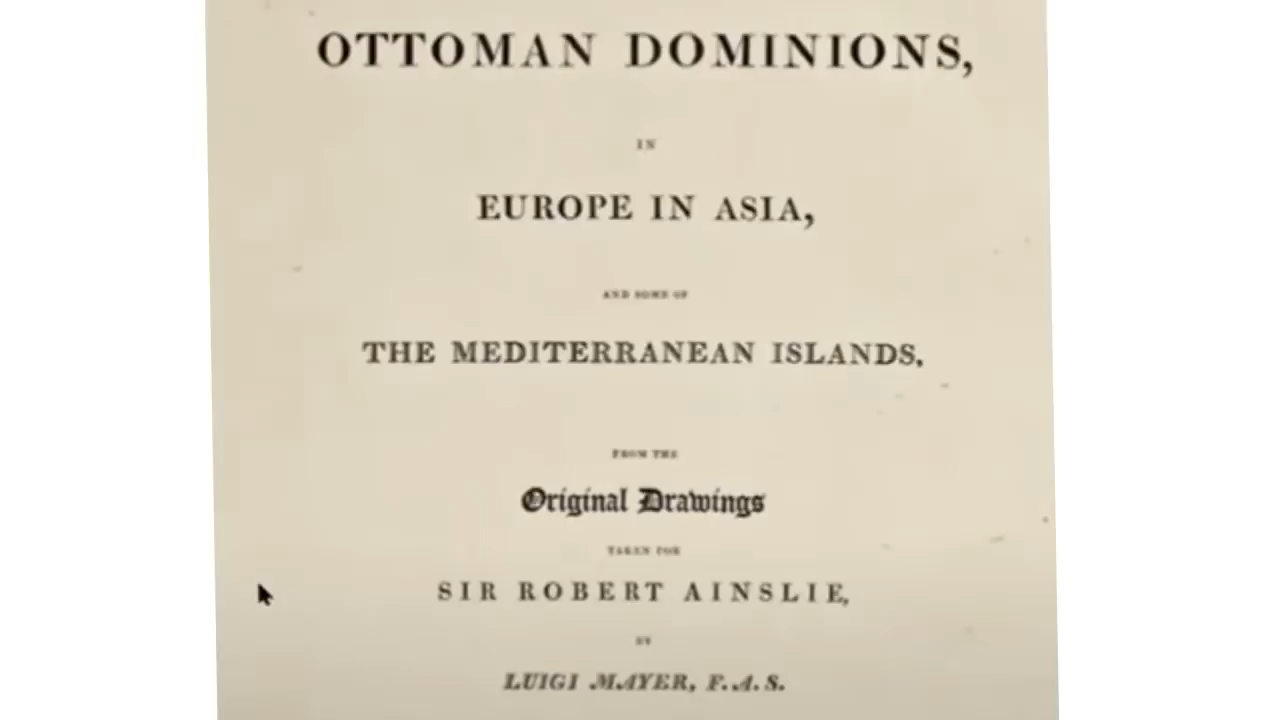 OTTOMAN DOMINIONS,
IN
EUROPE IN ASIA,
AND SOME OF
THE MEDITERRANEAN ISLANDS,
FROM THE
Original Drawings
TAKEN FOR
SIR ROBERT AINSLIE,
BY
LUIGI MAYER, F.A.S.